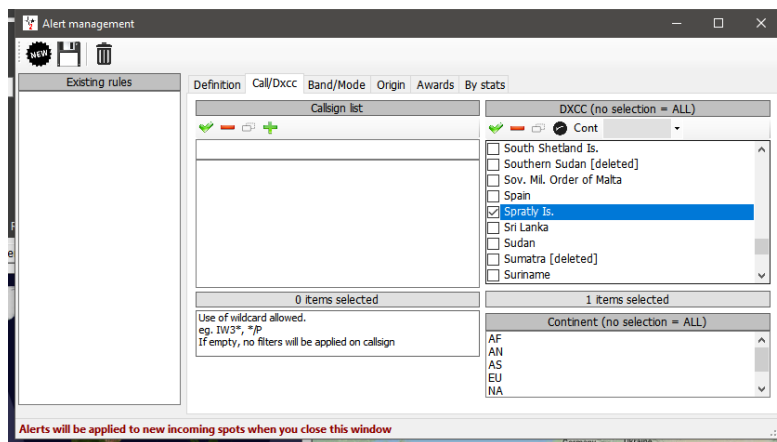 Alert management
NEW
Existing rules
Definition Call/Dxcc Band/Mode Origin Awards By stats
Callsign list
DXCC (no selection = ALL)
Cont
South Shetland Is.
Southern Sudan [deleted]
Sov. Mil. Order of Malta
Spain
Spratly Is.
Sri Lanka
Sudan
Sumatra [deleted]
Suriname
0 items selected
1 items selected
Use of wildcard allowed.
eg. IW3*, */P
If empty, no filters will be applied on callsign
Continent (no selection = ALL)
AF
AN
AS
EU
NA
Alerts will be applied to new incoming spots when you close this window